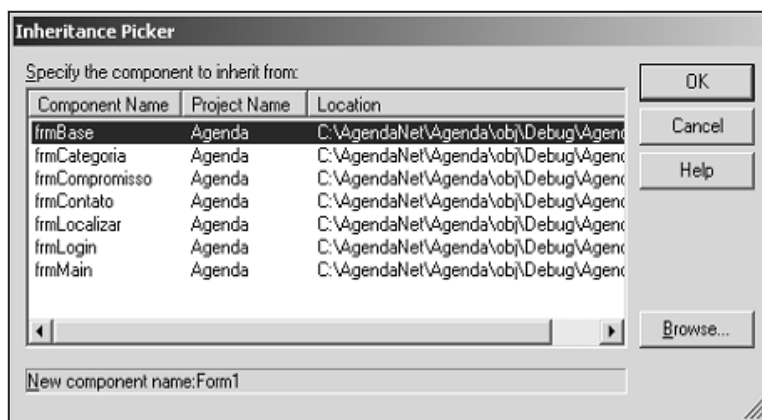 Inheritance Picker
Specify the component to inherit from:
OK
Component Name Project Name Location
frmBase Agenda C:\AgendaNet\Agenda\obj\Debug\Agend
Cancel
frmCategoria Agenda C:\AgendaNet\Agenda\obj\Debug\Agend
frmCompromisso Agenda C:\AgendaNet\Agenda\obj\Debug\Agend
Help
frmContato Agenda C:\AgendaNet\Agenda\obj\Debug\Agend
frmLocalizar Agenda C:\AgendaNet\Agenda\obj\Debug\Agend
frmLogin Agenda C:\AgendaNet\Agenda\obj\Debug\Agend
frmMain Agenda C:\AgendaNet\Agenda\obj\Debug\Agend
Browse...
New component name:Form1